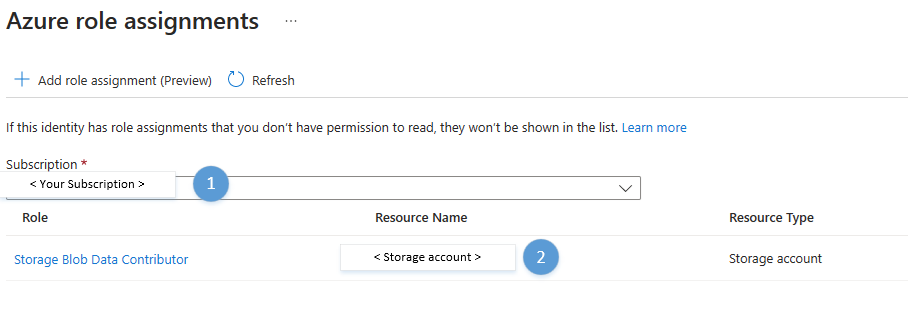 Azure role assignments ...
Add role assignment (Preview) Refresh
If this identity has role assignments that you don't have permission to read, they won't be shown in the list. Learn more
Subscription *
< Your Subscription > 1
Role Resource Name Resource Type
Storage Blob Data Contributor < Storage account > 2 Storage account